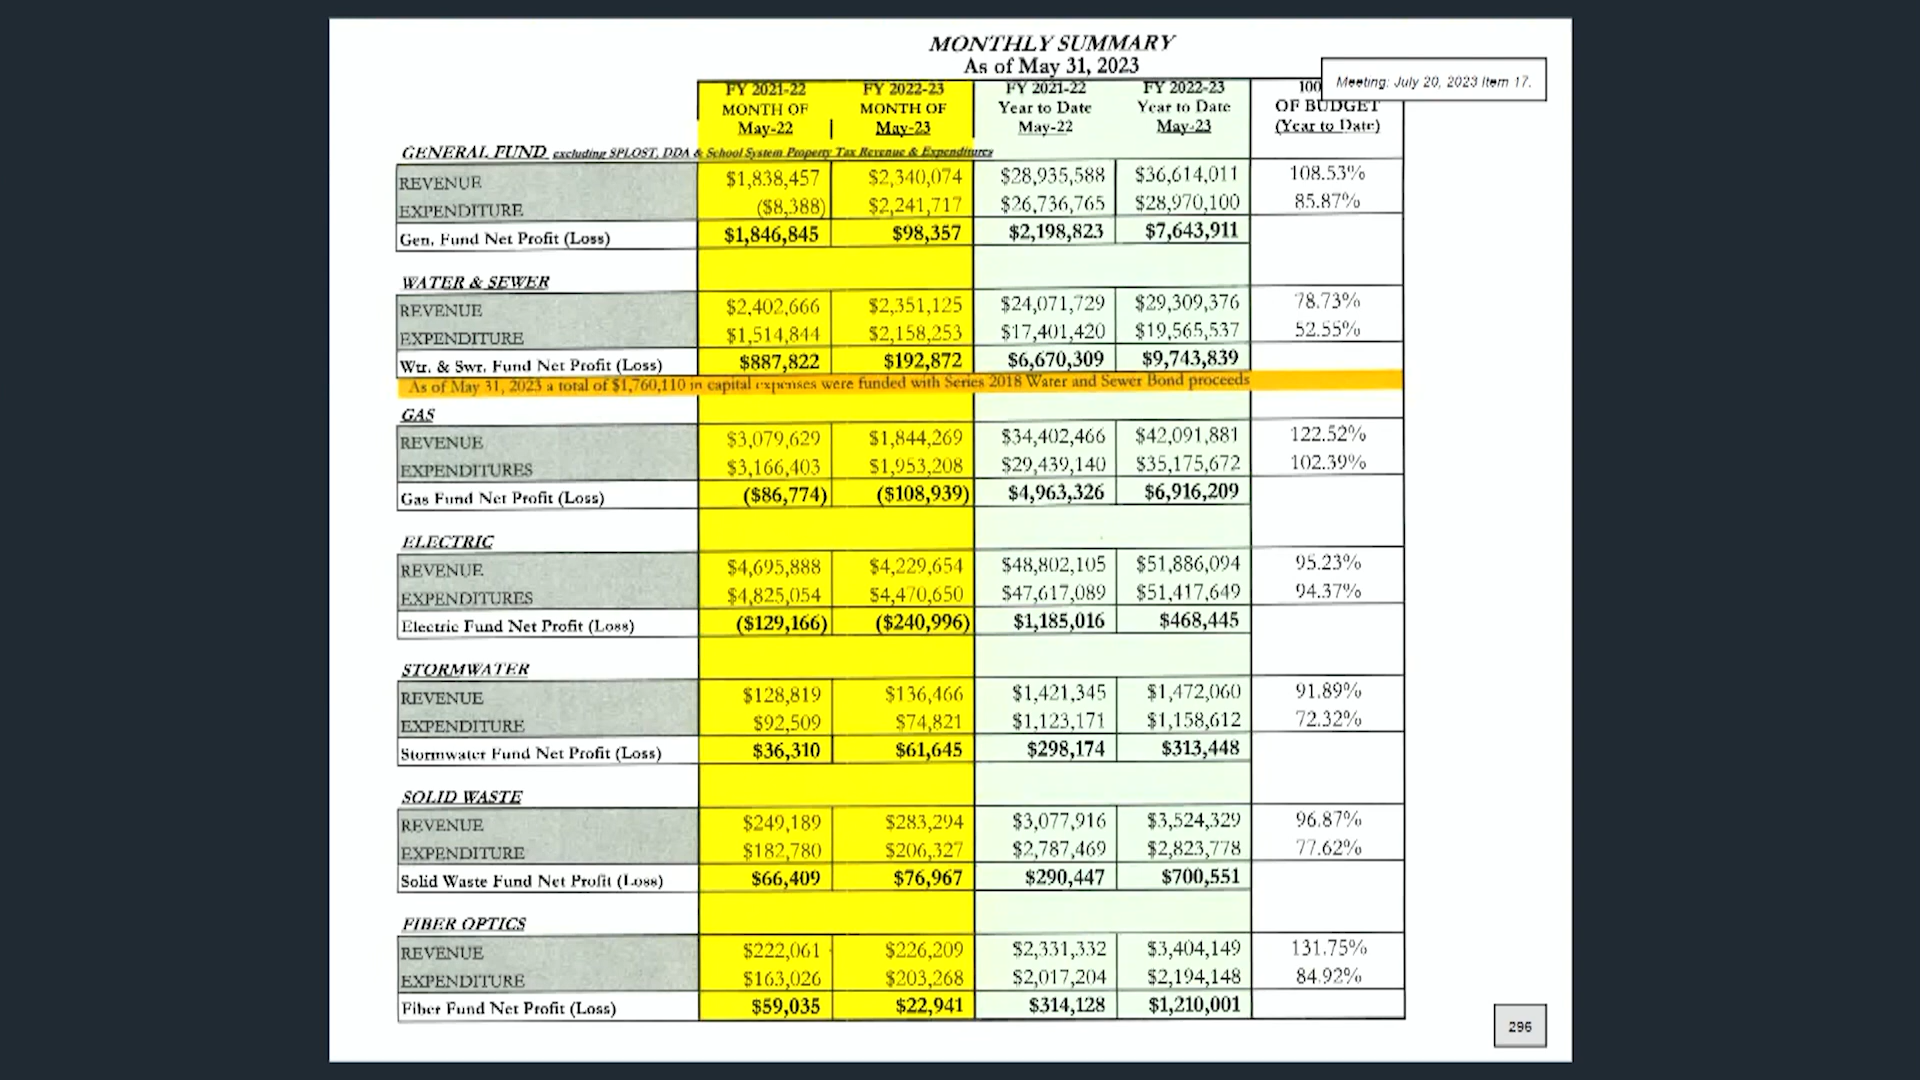 MONTHLY SUMMARY
As of May 31, 2023
Meeting: July 20, 2023 Item 17.
FY 2021-22 FY 2022-23 FY 2021-22 FY 2022-23 100
MONTH OF MONTH OF Year to Date Year to Date OF BUDGET
May-22 May-23 May-22 May-23 (Year to Date)
GENERAL FUND excluding SPLOST, DDA & School System Property Tax Revenue & Expenditures
REVENUE $1,838,457 $2,340,074 $28,935,588 $36,614,011 108.53%
EXPENDITURE ($8,388) $2,241,717 $26,736,765 $28,970,100 85.87%
Gen. Fund Net Profit (Loss) $1,846,845 $98,357 $2,198,823 $7,643,911
WATER & SEWER
REVENUE $2,402,666 $2,351,125 $24,071,729 $29,309,376 78.73%
EXPENDITURE $1,514,844 $2,158,253 $17,401,420 $19,565,537 52.55%
Wtr. & Swr. Fund Net Profit (Loss) $887,822 $192,872 $6,670,309 $9,743,839
As of May 31, 2023 a total of $1,760,110 in capital expenses were funded with Series 2018 Water and Sewer Bond proceeds
GAS
REVENUE $3,079,629 $1,844,269 $34,402,466 $42,091,881 122.52%
EXPENDITURES $3,166,403 $1,953,208 $29,439,140 $35,175,672 102.39%
Gas Fund Net Profit (Loss) ($86,774) ($108,939) $4,963,326 $6,916,209
ELECTRIC
REVENUE $4,695,888 $4,229,654 $48,802,105 $51,886,094 95.23%
EXPENDITURES $4,825,054 $4,470,650 $47,617,089 $51,417,649 94.37%
Electric Fund Net Profit (Loss) ($129,166) ($240,996) $1,185,016 $468,445
STORMWATER
REVENUE $128,819 $136,466 $1,421,345 $1,472,060 91.89%
EXPENDITURE $92,509 $74,821 $1,123,171 $1,158,612 72.32%
Stormwater Fund Net Profit (Loss) $36,310 $61,645 $298,174 $313,448
SOLID WASTE
REVENUE $249,189 $283,294 $3,077,916 $3,524,329 96.87%
EXPENDITURE $182,780 $206,327 $2,787,469 $2,823,778 77.62%
Solid Waste Fund Net Profit (Loss) $66,409 $76,967 $290,447 $700,551
FIBER OPTICS
REVENUE $222,061 $226,209 $2,331,332 $3,404,149 131.75%
EXPENDITURE $163,026 $203,268 $2,017,204 $2,194,148 84.92%
Fiber Fund Net Profit (Loss) $59,035 $22,941 $314,128 $1,210,001
296